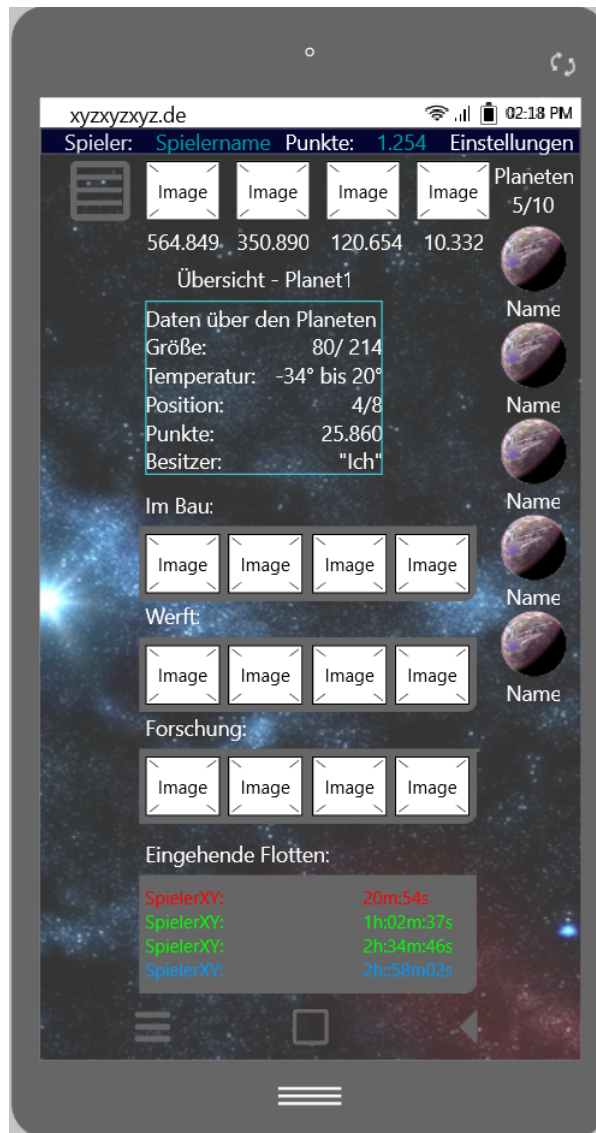 xyzxyzxyz.de 02:18 PM
Spieler: Spielername Punkte: 1.254 Einstellungen
Image Image Image Image Planeten
5/10
564.849 350.890 120.654 10.332
Übersicht - Planet1
Name
Daten über den Planeten
Größe: 80/ 214
Temperatur: -34° bis 20°
Position: 4/8
Name
Punkte: 25.860
Besitzer: "Ich"
Im Bau:
Name
Image Image Image Image
Name
Werft:
Image Image Image Image
Name
Forschung:
Image Image Image Image
Eingehende Flotten:
SpielerXY: 20m:54s
SpielerXY: 1h:02m:37s
SpielerXY: 2h:34m:46s
SpielerXY: 2h::58m02s